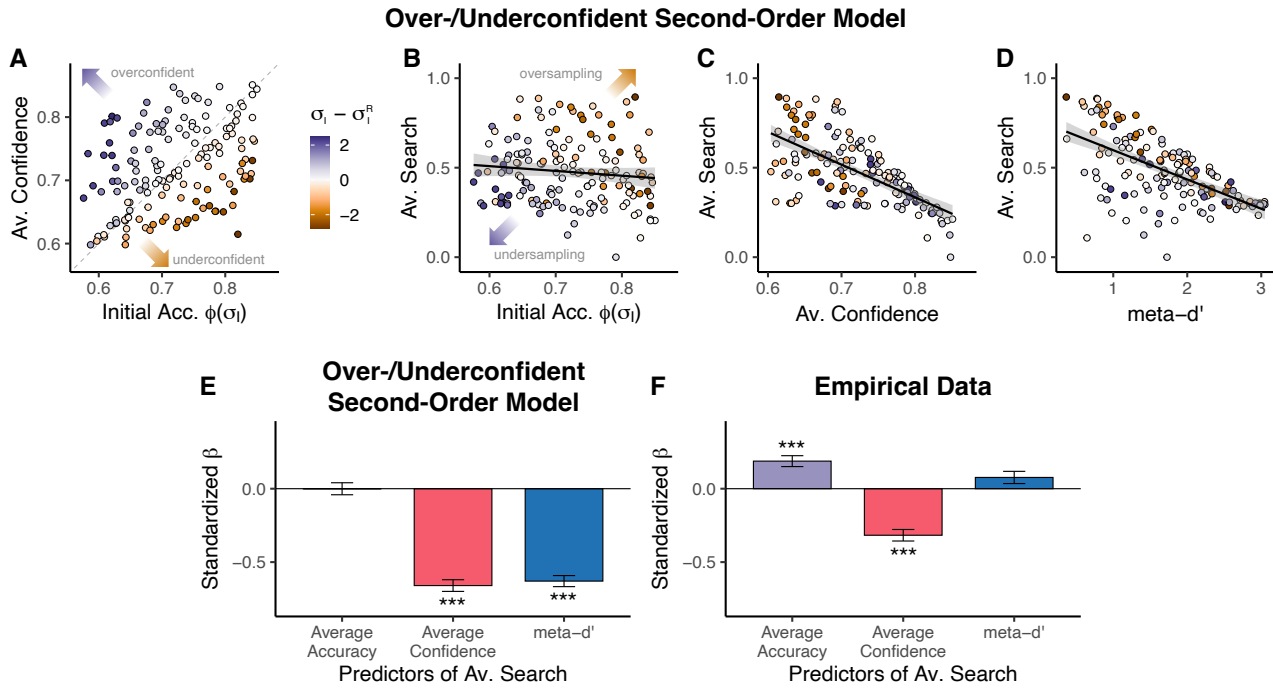 Over-/Underconfident Second-Order Model
A
B
C
D
overconfident
underconfident
σI − σI^R
2
0
−2
0.8
0.7
0.6
Av. Confidence
0.6
0.7
0.8
Initial Acc. ϕ(σI)
oversampling
undersampling
1.0
0.5
0.0
Av. Search
0.6
0.7
0.8
Initial Acc. ϕ(σI)
1.0
0.5
0.0
Av. Search
0.6
0.7
0.8
Av. Confidence
1.0
0.5
0.0
Av. Search
1
2
3
meta−d'
E
Over-/Underconfident
Second-Order Model
0.0
−0.5
Standardized β
***
***
Average
Accuracy
Average
Confidence
meta−d'
Predictors of Av. Search
F
Empirical Data
0.0
−0.5
Standardized β
***
***
Average
Accuracy
Average
Confidence
meta−d'
Predictors of Av. Search